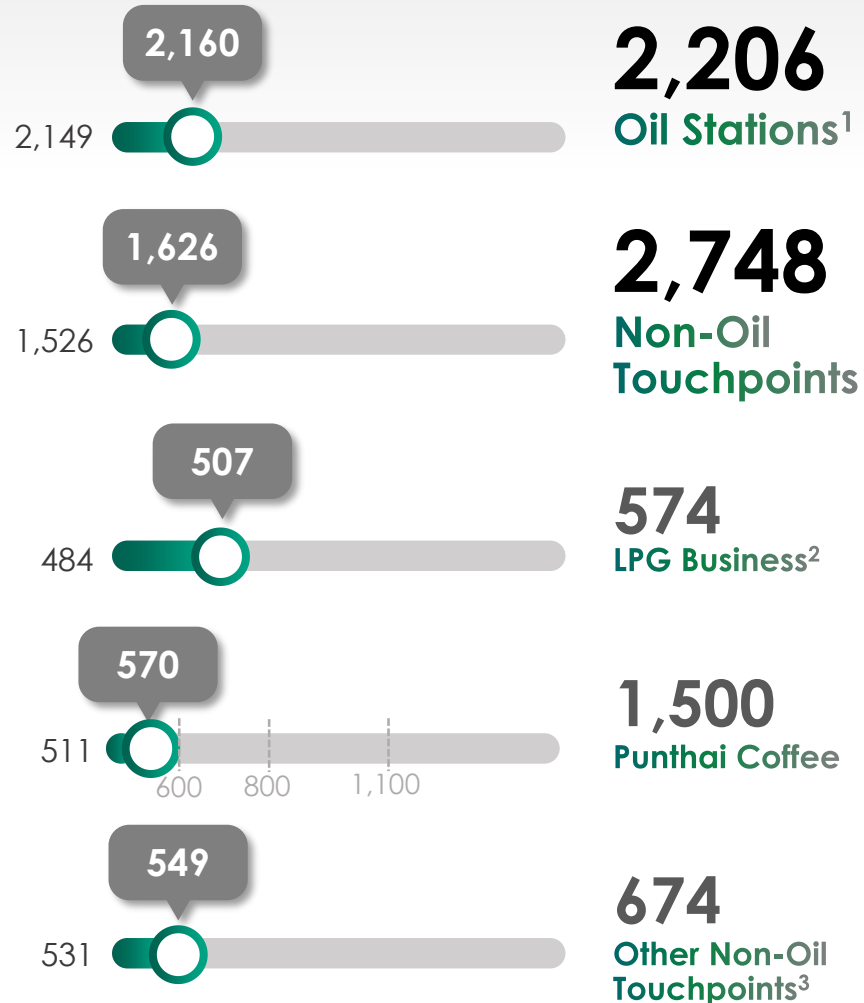 2,160
2,206
2,149
Oil Stations¹
1,626
2,748
1,526
Non-Oil
Touchpoints
507
574
484
LPG Business²
570
1,500
511
Punthai Coffee
600 800 1,100
549
674
531
Other Non-Oil
Touchpoints³